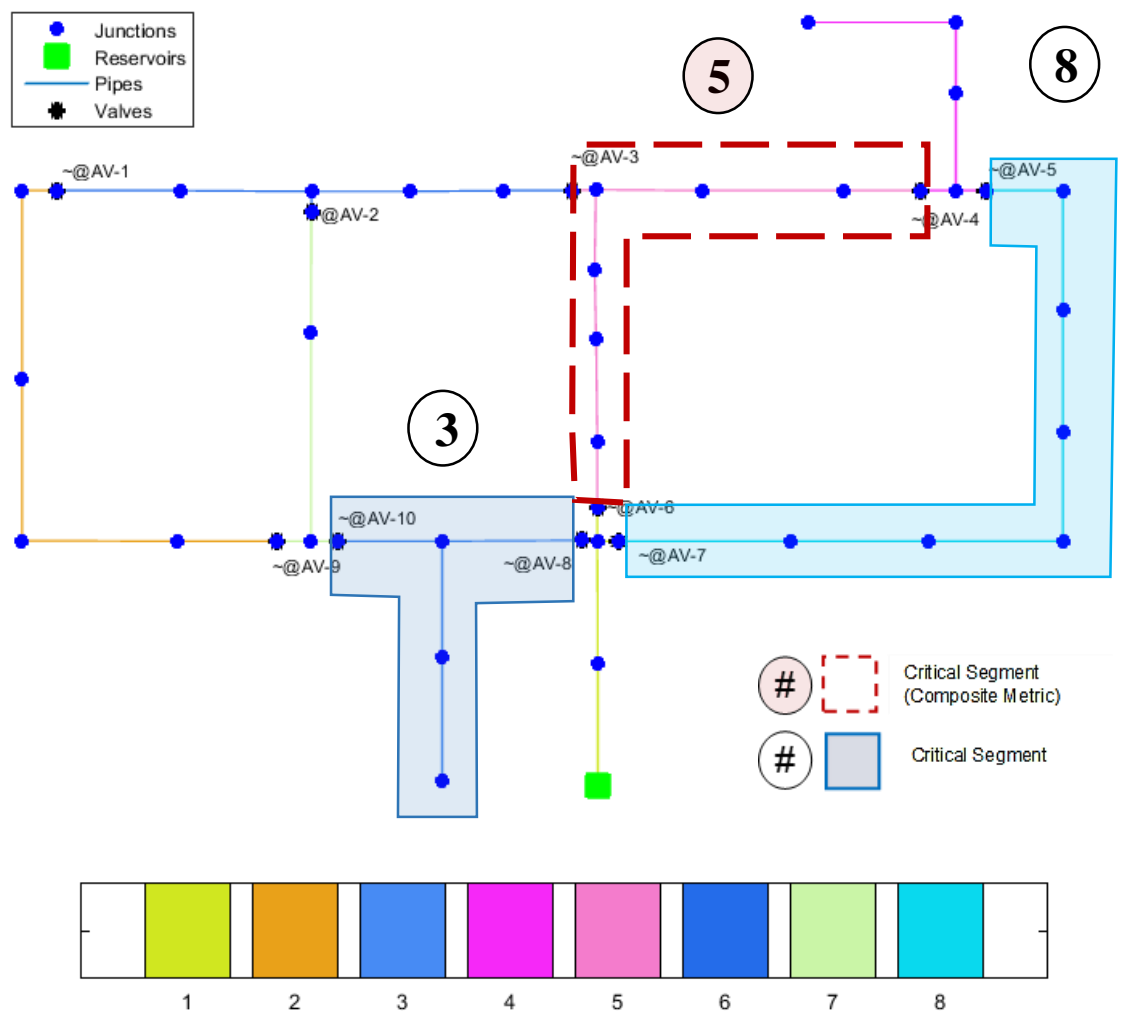 Junctions
Reservoirs
Pipes
Valves
5
8
~@AV-1
~@AV-3
~@AV-5
@AV-2
~@AV-4
3
~@AV-6
~@AV-10
~@AV-9
~@AV-8
~@AV-7
# Critical Segment
(Composite Metric)
# Critical Segment
1 2 3 4 5 6 7 8